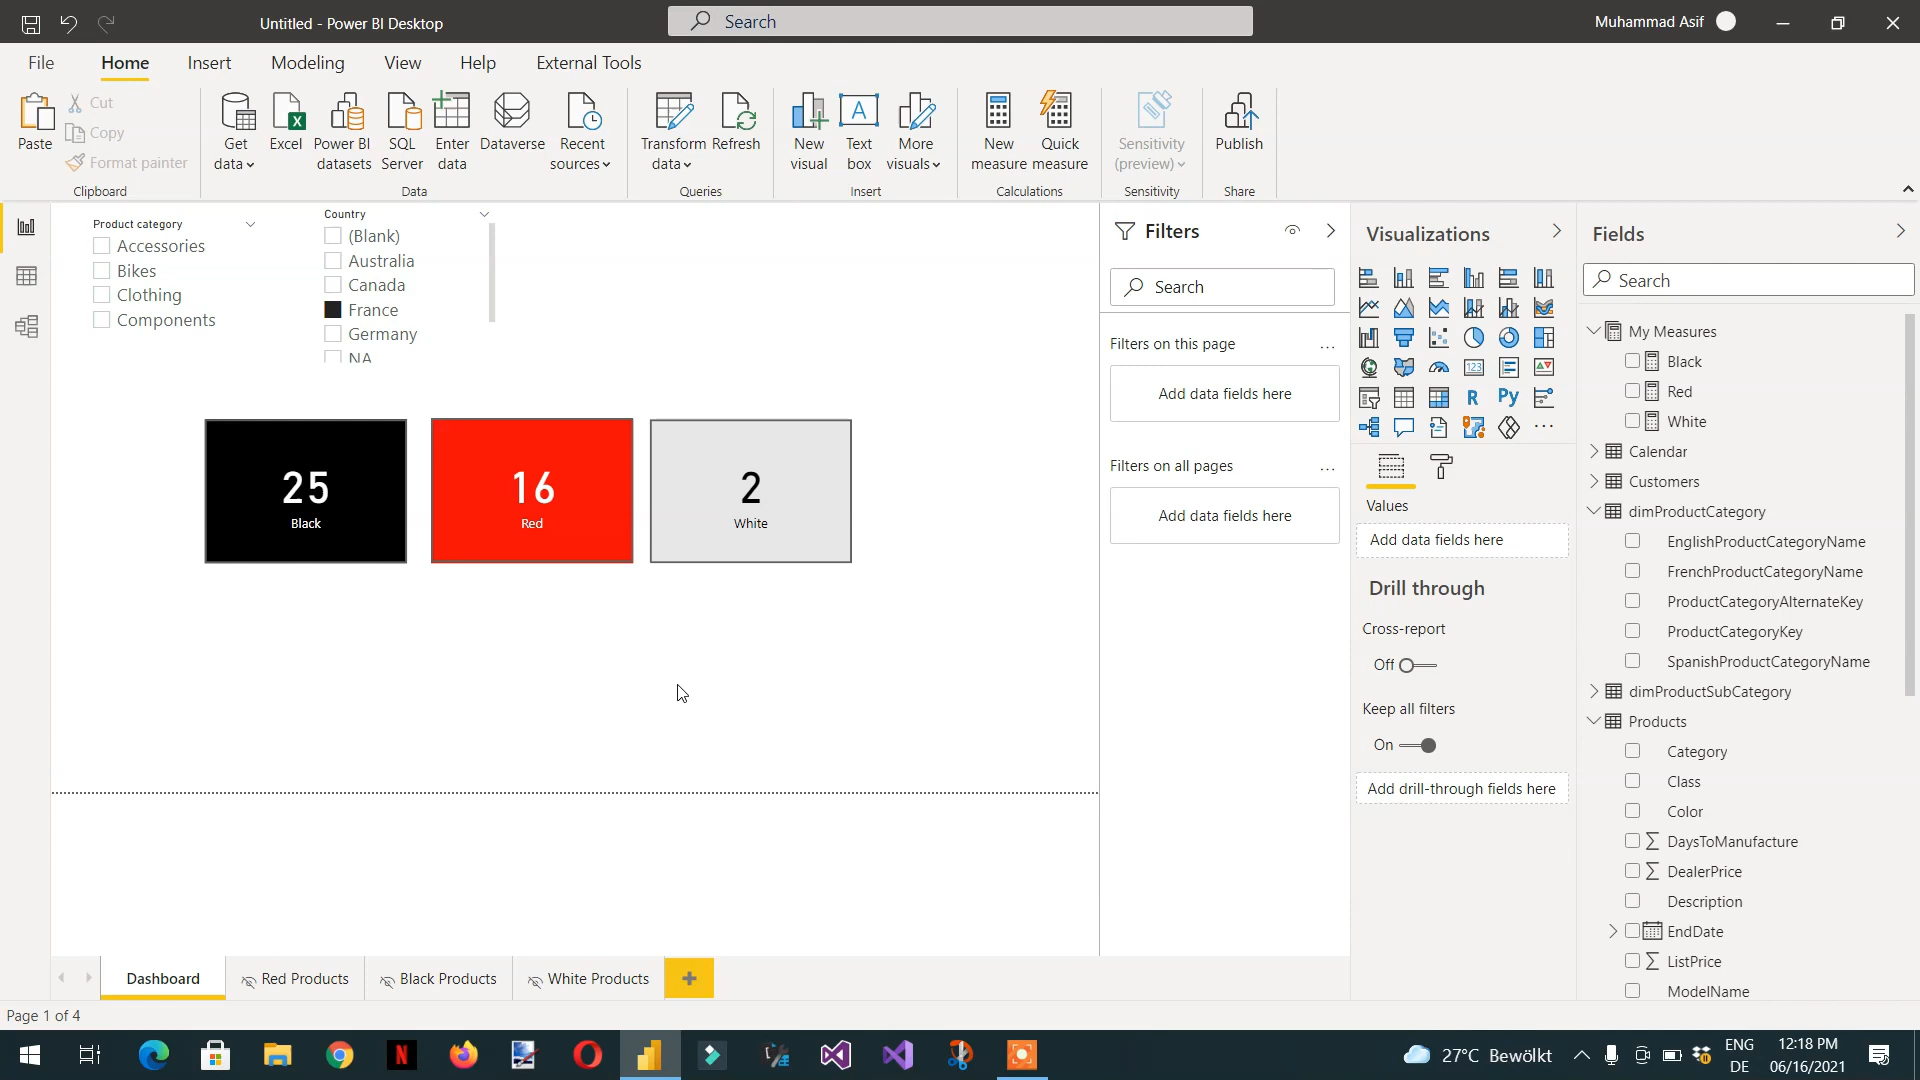 Untitled - Power BI Desktop
Search
Muhammad Asif
File
Home
Insert
Modeling
View
Help
External Tools
Paste
Cut
Copy
Format painter
Clipboard
Get data
Excel
Power BI datasets
SQL Server
Enter data
Dataverse
Recent sources
Data
Transform data
Refresh
Queries
New visual
Text box
More visuals
Insert
New measure
Quick measure
Calculations
Sensitivity (preview)
Sensitivity
Publish
Share
Product category
Accessories
Bikes
Clothing
Components
Country
(Blank)
Australia
Canada
France
Germany
NA
25
Black
16
Red
2
White
Filters
Search
Filters on this page
...
Add data fields here
Filters on all pages
...
Add data fields here
Visualizations
123
R
Py
...
Values
Add data fields here
Drill through
Cross-report
Off
Keep all filters
On
Add drill-through fields here
Fields
Search
My Measures
Black
Red
White
Calendar
Customers
dimProductCategory
EnglishProductCategoryName
FrenchProductCategoryName
ProductCategoryAlternateKey
ProductCategoryKey
SpanishProductCategoryName
dimProductSubCategory
Products
Category
Class
Color
DaysToManufacture
DealerPrice
Description
EndDate
ListPrice
ModelName
Dashboard
Red Products
Black Products
White Products
Page 1 of 4
27°C Bewölkt
ENG
DE
12:18 PM
06/16/2021